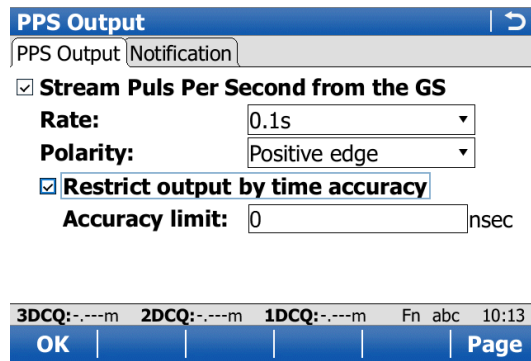 PPS Output
PPS Output Notification
Stream Puls Per Second from the GS
Rate: 0.1s
Polarity: Positive edge
Restrict output by time accuracy
Accuracy limit: 0 nsec
3DCQ:-.---m 2DCQ:-.---m 1DCQ:-.---m Fn abc 10:13
OK Page